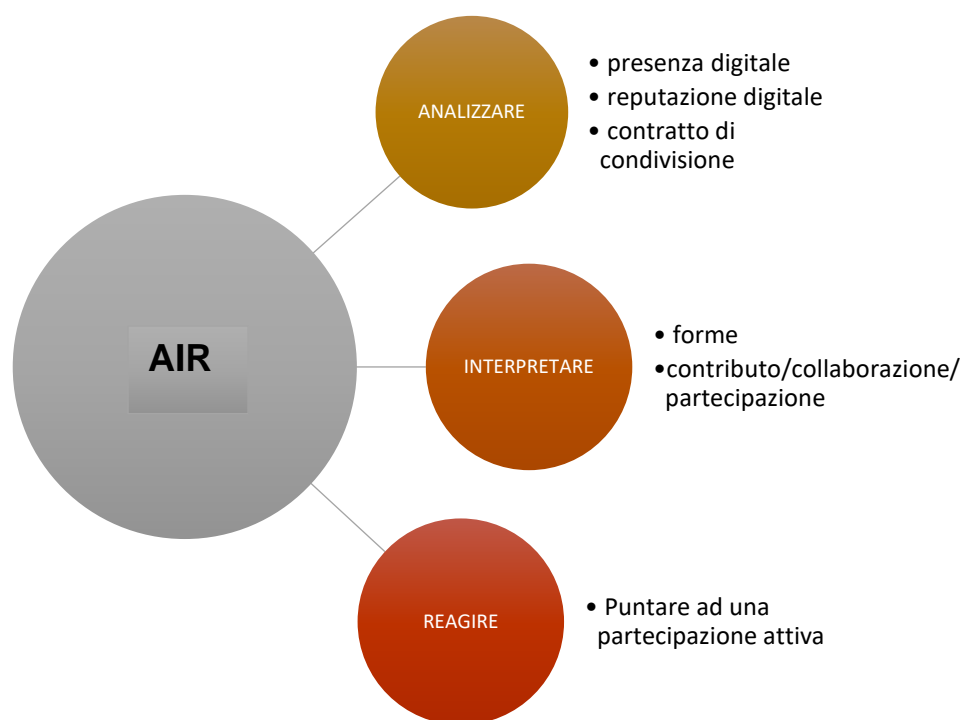 ANALIZZARE
• presenza digitale
• reputazione digitale
• contratto di
condivisione
AIR
INTERPRETARE
• forme
•contributo/collaborazione/
partecipazione
REAGIRE
• Puntare ad una
partecipazione attiva